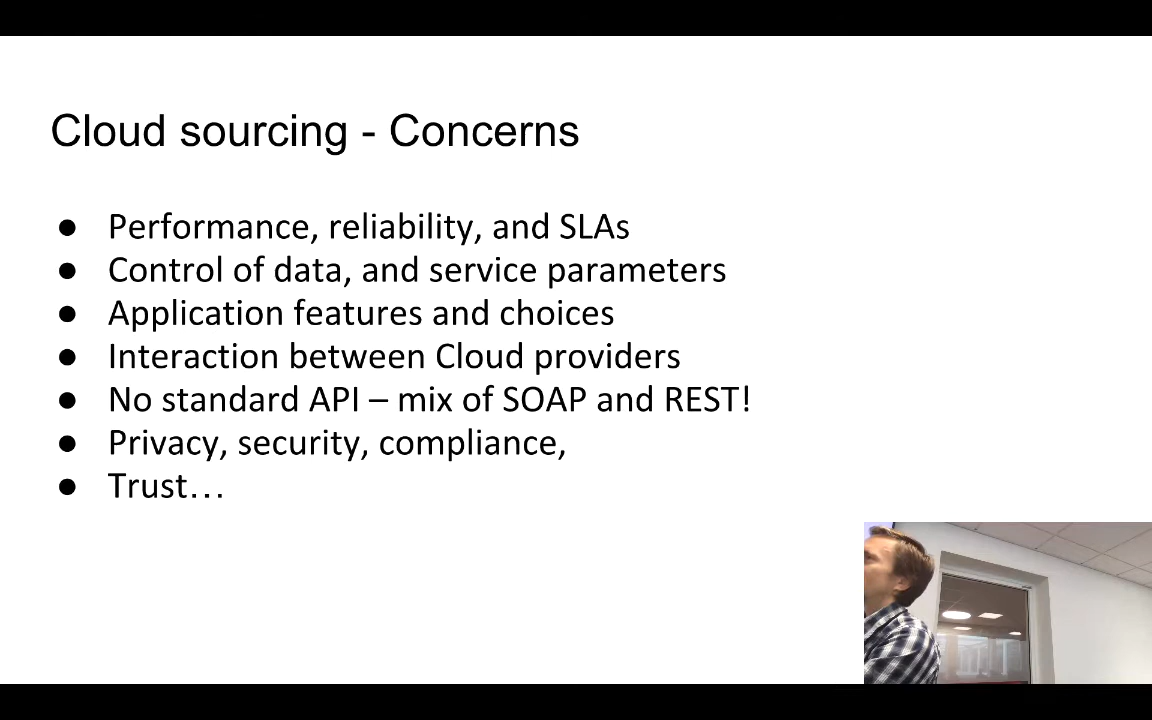 Cloud sourcing - Concerns
● Performance, reliability, and SLAs
● Control of data, and service parameters
● Application features and choices
● Interaction between Cloud providers
● No standard API – mix of SOAP and REST!
● Privacy, security, compliance,
● Trust…